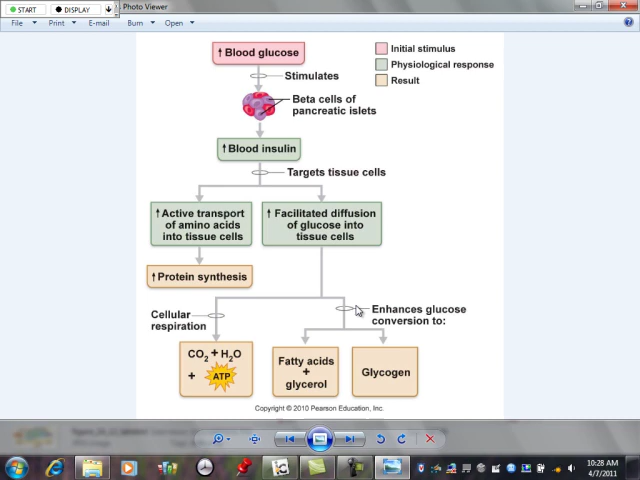 START
DISPLAY
Photo Viewer
File
Print
E-mail
Burn
Open
↑ Blood glucose
Initial stimulus
Physiological response
Result
Stimulates
Beta cells of
pancreatic islets
↑ Blood insulin
Targets tissue cells
↑ Active transport
of amino acids
into tissue cells
↑ Facilitated diffusion
of glucose into
tissue cells
↑ Protein synthesis
Cellular
respiration
Enhances glucose
conversion to:
CO₂ + H₂O
+ ATP
Fatty acids
+
glycerol
Glycogen
Copyright © 2010 Pearson Education, Inc.
10:28 AM
4/7/2011